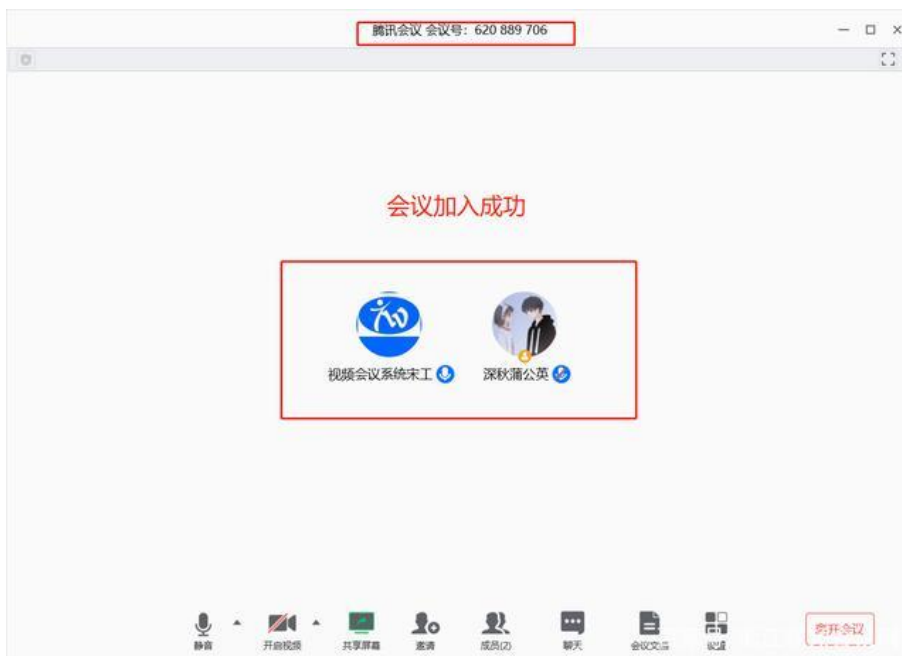 腾讯会议 会议号：620 889 706
会议加入成功
视频会议系统宋工
深秋蒲公英
静音
开启视频
共享屏幕
邀请
成员(2)
聊天
离开会议